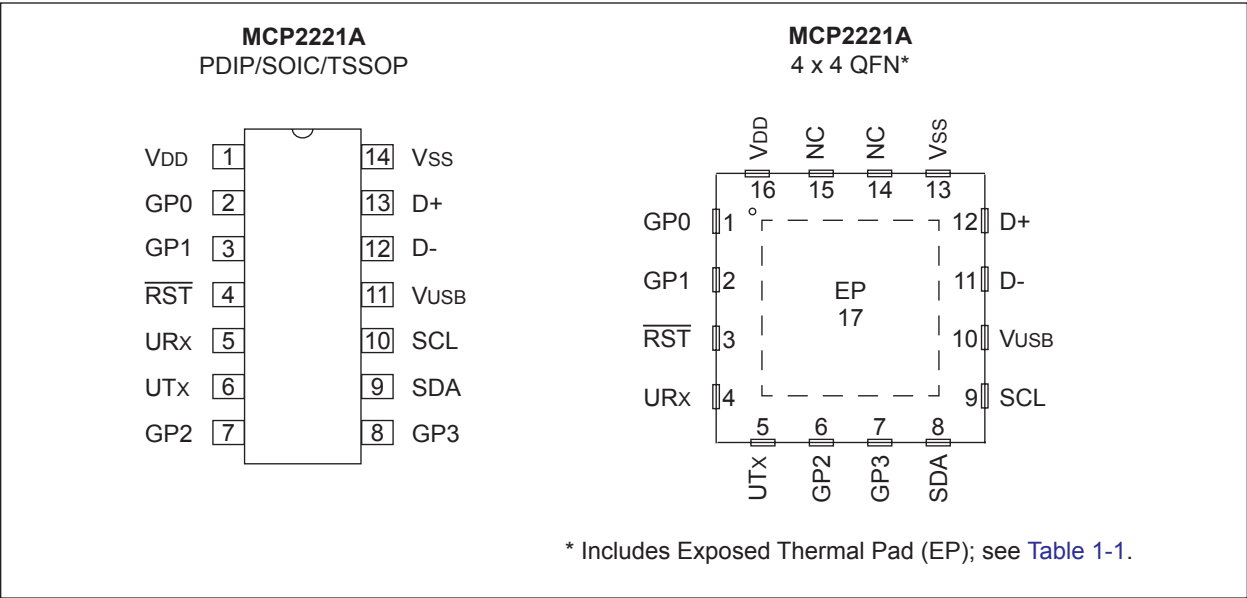 MCP2221A
PDIP/SOIC/TSSOP
VDD 1 14 VSS
GP0 2 13 D+
GP1 3 12 D-
RST 4 11 VUSB
URx 5 10 SCL
UTx 6 9 SDA
GP2 7 8 GP3
MCP2221A
4 x 4 QFN*
VDD NC NC VSS
16 15 14 13
GP0 1 12 D+
GP1 2 11 D-
EP
17
RST 3 10 VUSB
URx 4 9 SCL
5 6 7 8
UTx GP2 GP3 SDA
* Includes Exposed Thermal Pad (EP); see Table 1-1.